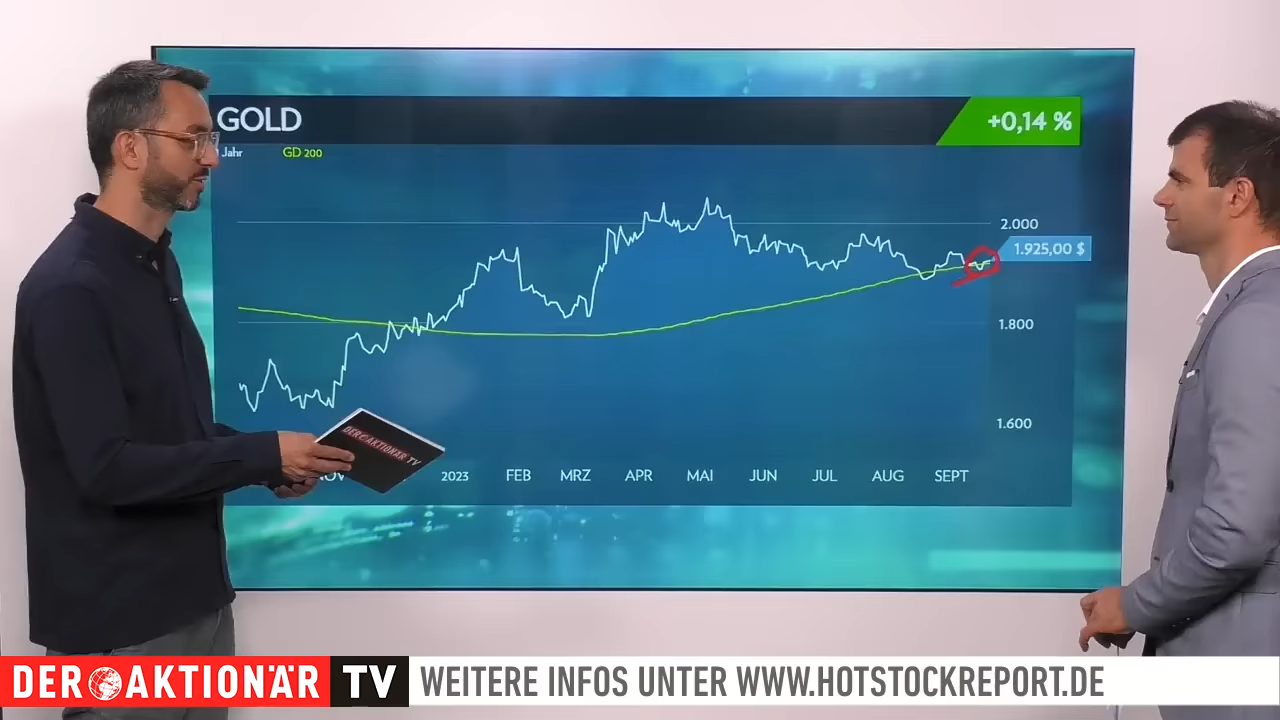 GOLD
+0,14 %
Jahr
GD 200
2.000
1.925,00 $
1.800
1.600
DER AKTIONÄR TV
2023
FEB
MRZ
APR
MAI
JUN
JUL
AUG
SEPT
DER AKTIONÄR TV
WEITERE INFOS UNTER WWW.HOTSTOCKREPORT.DE